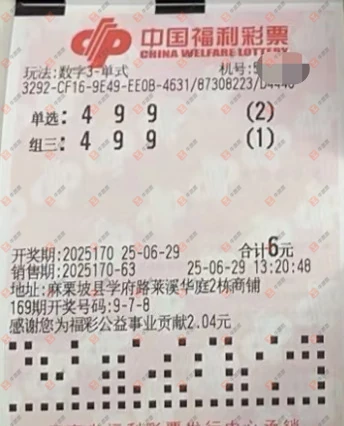 中国福利彩票
CHINA WELFARE LOTTERY
玩法:数字3-单式 机号:
3292-CF16-9E49-EE0B-4631/87308223/
单选: 4 9 9 (2)
组三: 4 9 9 (1)
开奖期:2025170 25-06-29 合计6元
销售期:2025170-63 25-06-29 13:20:48
地址:麻栗坡县学府路莱溪华庭2栋商铺
169期开奖号码:9-7-8
感谢您为福彩公益事业贡献2.04元